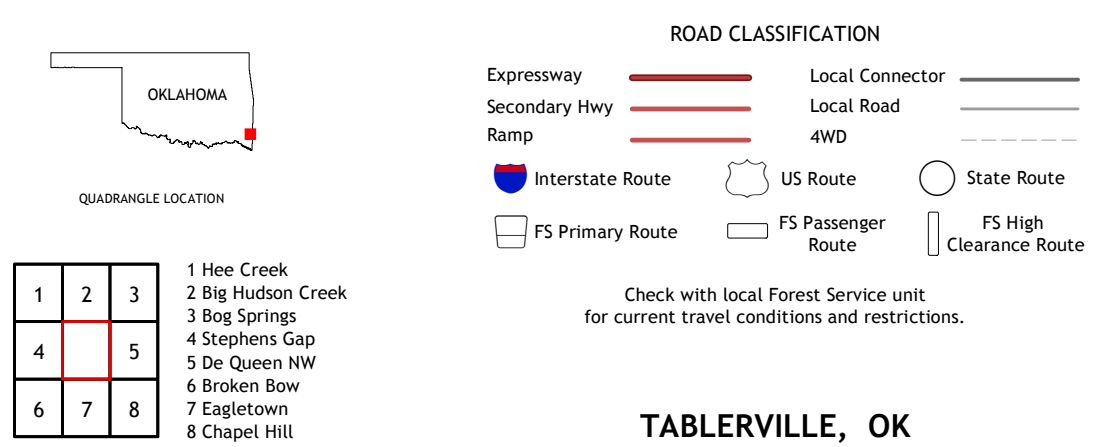 OKLAHOMA
QUADRANGLE LOCATION
1 2 3
4 5
6 7 8
1 Hee Creek
2 Big Hudson Creek
3 Bog Springs
4 Stephens Gap
5 De Queen NW
6 Broken Bow
7 Eagletown
8 Chapel Hill
ROAD CLASSIFICATION
Expressway
Secondary Hwy
Ramp
Local Connector
Local Road
4WD
Interstate Route
US Route
State Route
FS Primary Route
FS Passenger
Route
FS High
Clearance Route
Check with local Forest Service unit
for current travel conditions and restrictions.
TABLERVILLE, OK